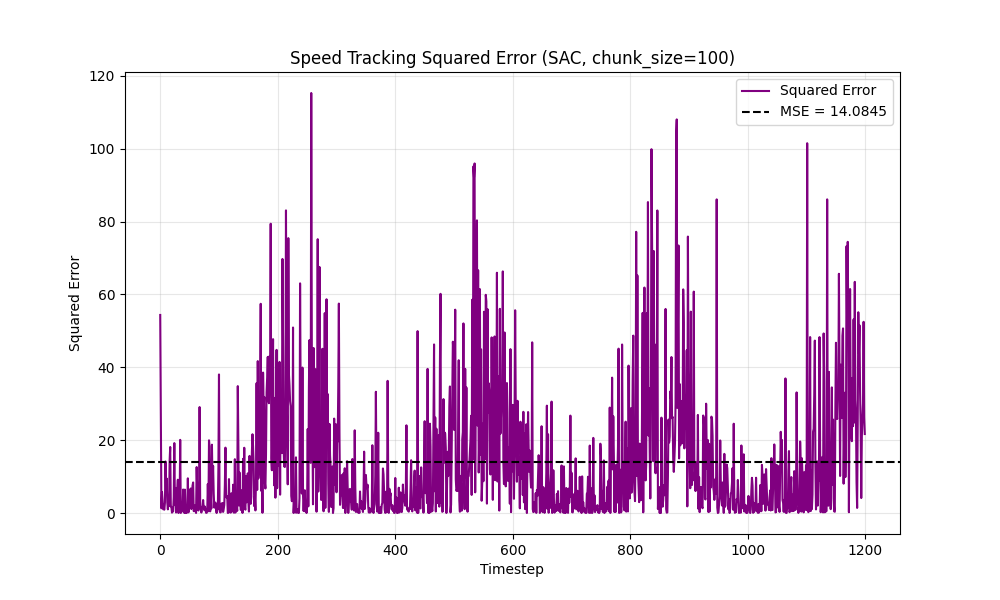 Speed Tracking Squared Error (SAC, chunk_size=100)
Squared Error
MSE = 14.0845
120
100
80
60
40
20
0
Squared Error
0 200 400 600 800 1000 1200
Timestep